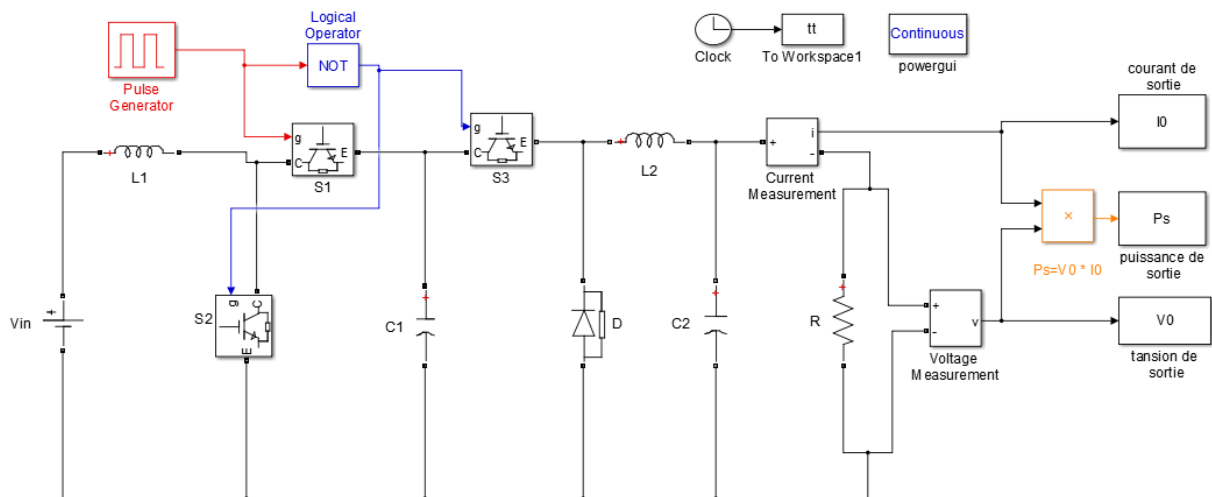 Pulse
Generator
Logical
Operator
NOT
Clock
tt
To Workspace1
Continuous
powergui
courant de
sortie
I0
L1
g
C
E
S1
g
C
E
S3
L2
+
i
-
Current
Measurement
×
Ps=V0 * I0
Ps
puissance de
sortie
Vin
+
S2
g
C
E
C1
+
D
C2
+
R
+
+
-
v
Voltage
Measurement
V0
tansion de
sortie